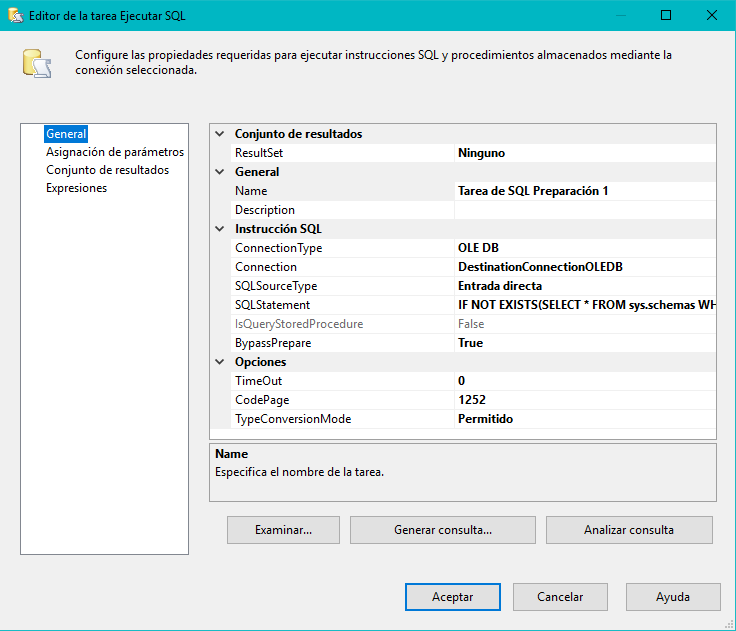 Editor de la tarea Ejecutar SQL
Configure las propiedades requeridas para ejecutar instrucciones SQL y procedimientos almacenados mediante la
conexión seleccionada.
General
Asignación de parámetros
Conjunto de resultados
Expresiones
Conjunto de resultados
ResultSet Ninguno
General
Name Tarea de SQL Preparación 1
Description
Instrucción SQL
ConnectionType OLE DB
Connection DestinationConnectionOLEDB
SQLSourceType Entrada directa
SQLStatement IF NOT EXISTS(SELECT * FROM sys.schemas WH
IsQueryStoredProcedure False
BypassPrepare True
Opciones
TimeOut 0
CodePage 1252
TypeConversionMode Permitido
Name
Especifica el nombre de la tarea.
Examinar... Generar consulta... Analizar consulta
Aceptar Cancelar Ayuda